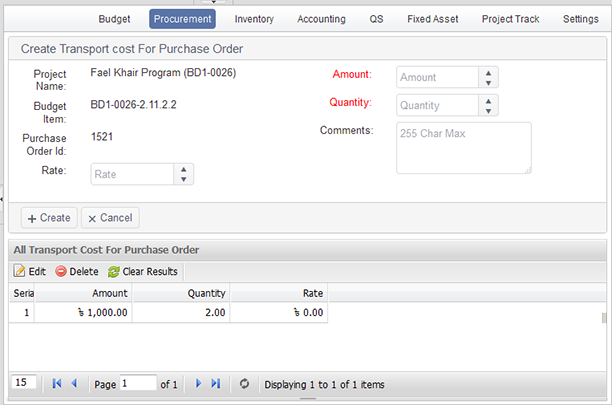 Budget Procurement Inventory Accounting QS Fixed Asset Project Track Settings
Create Transport cost For Purchase Order
Project Name: Fael Khair Program (BD1-0026)
Budget Item: BD1-0026-2.11.2.2
Purchase Order Id: 1521
Rate: Rate
Amount: Amount
Quantity: Quantity
Comments: 255 Char Max
+ Create × Cancel
All Transport Cost For Purchase Order
Edit Delete Clear Results
Seria Amount Quantity Rate
1 ৳ 1,000.00 2.00 ৳ 0.00
15 Page 1 of 1 Displaying 1 to 1 of 1 items